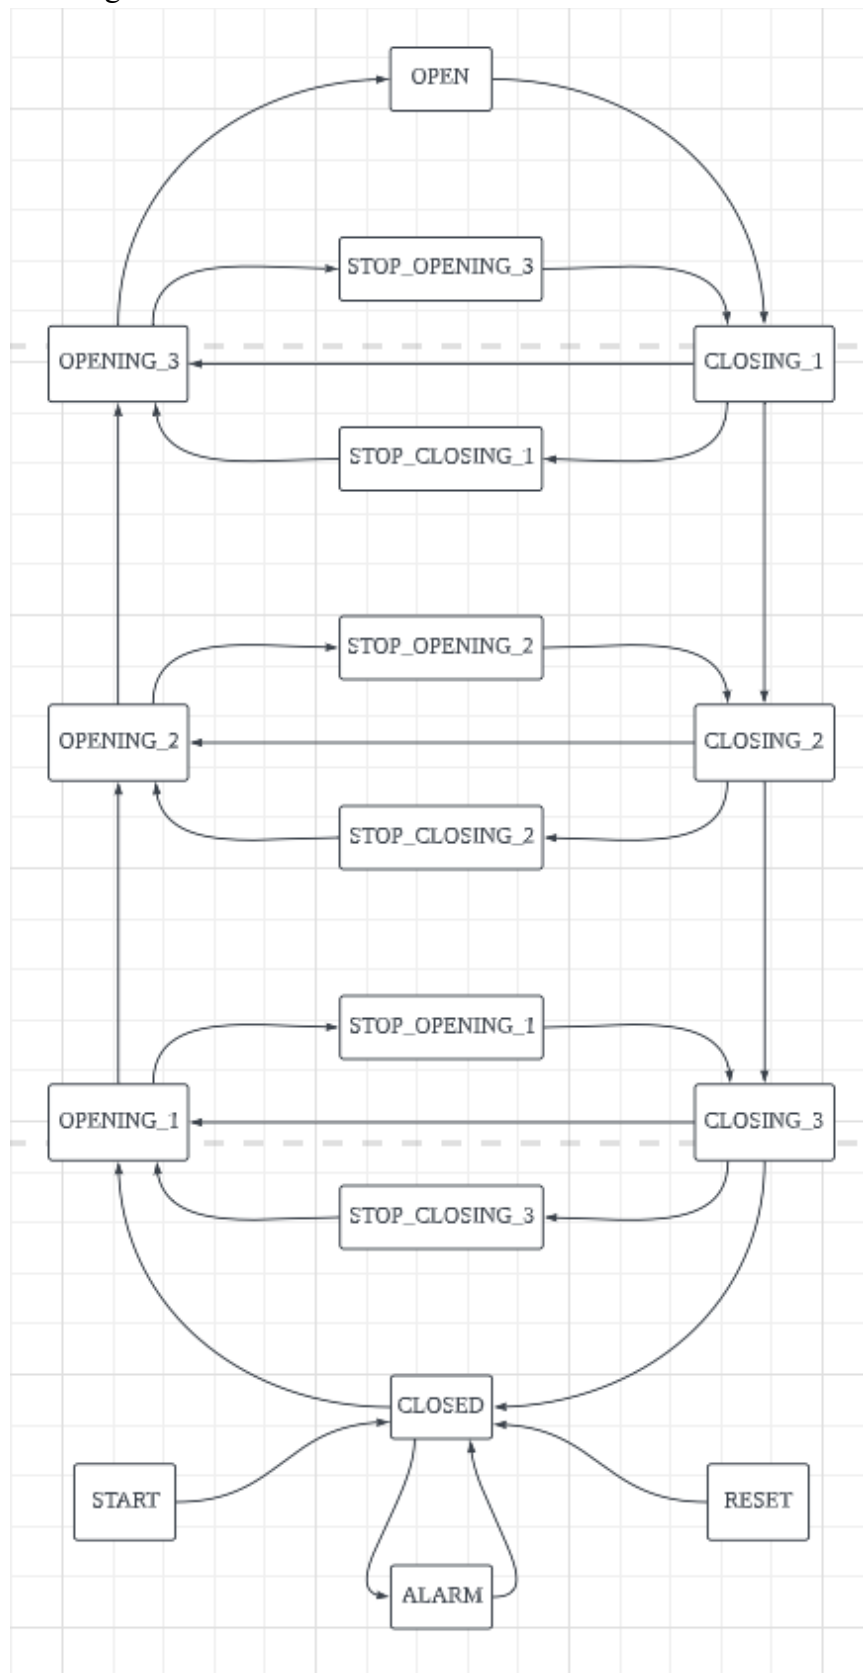 OPEN
STOP_OPENING_3
OPENING_3
CLOSING_1
STOP_CLOSING_1
STOP_OPENING_2
OPENING_2
CLOSING_2
STOP_CLOSING_2
STOP_OPENING_1
OPENING_1
CLOSING_3
STOP_CLOSING_3
CLOSED
START
RESET
ALARM